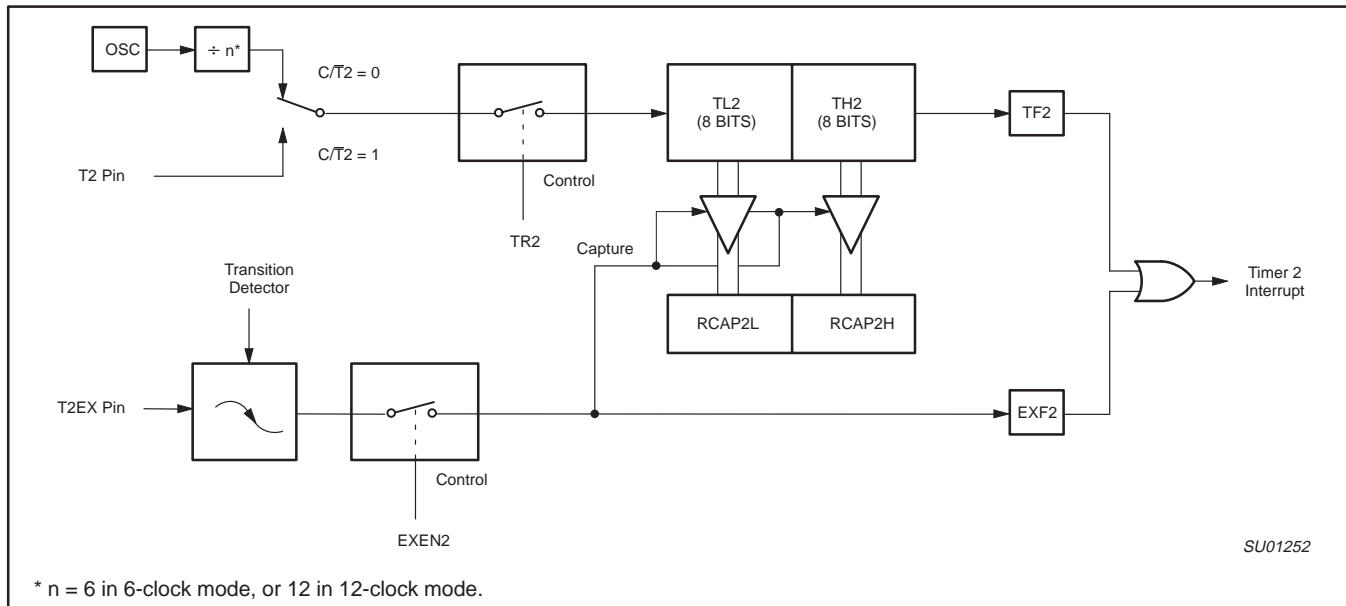 OSC
÷ n*
C/T̅2 = 0
C/T̅2 = 1
T2 Pin
Control
TR2
TL2
(8 BITS)
TH2
(8 BITS)
TF2
Capture
Transition
Detector
RCAP2L
RCAP2H
Timer 2
Interrupt
T2EX Pin
Control
EXEN2
EXF2
SU01252
* n = 6 in 6-clock mode, or 12 in 12-clock mode.